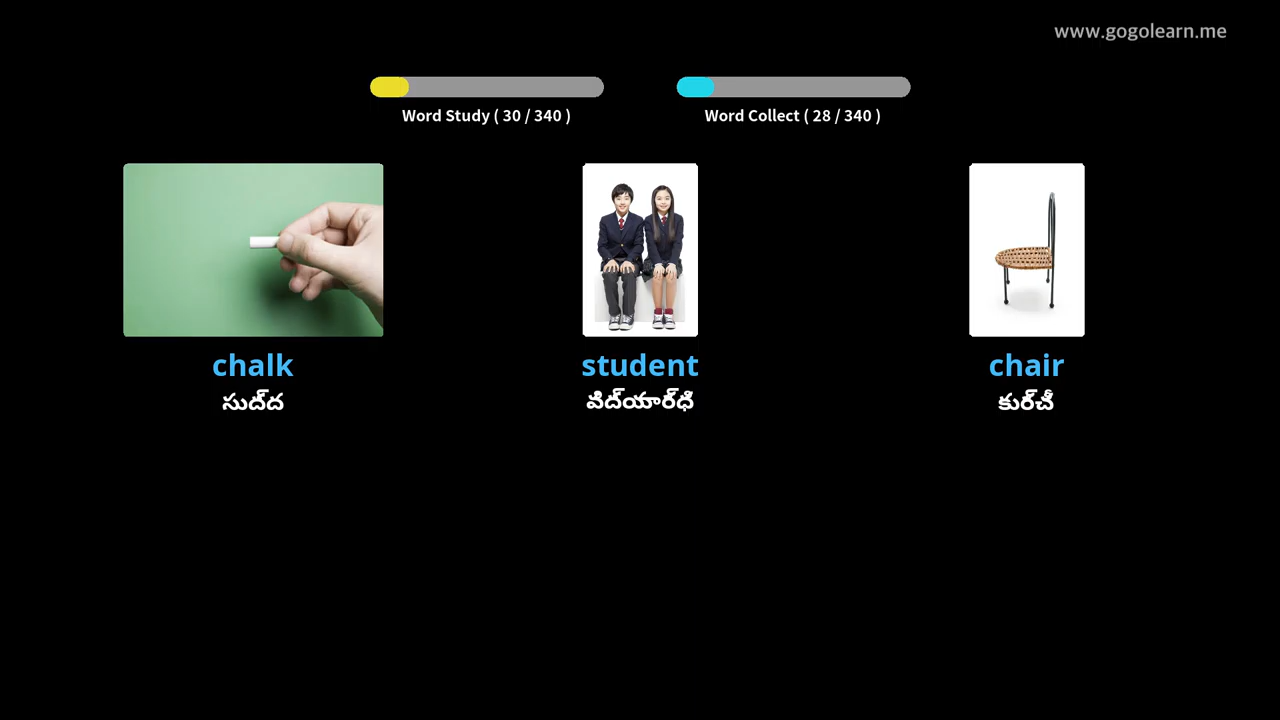 www.gogolearn.me
Word Study ( 30 / 340 )
Word Collect ( 28 / 340 )
chalk
సుద్‌ద
student
విద్‌యార్‌ధి
chair
కుర్‌చీ